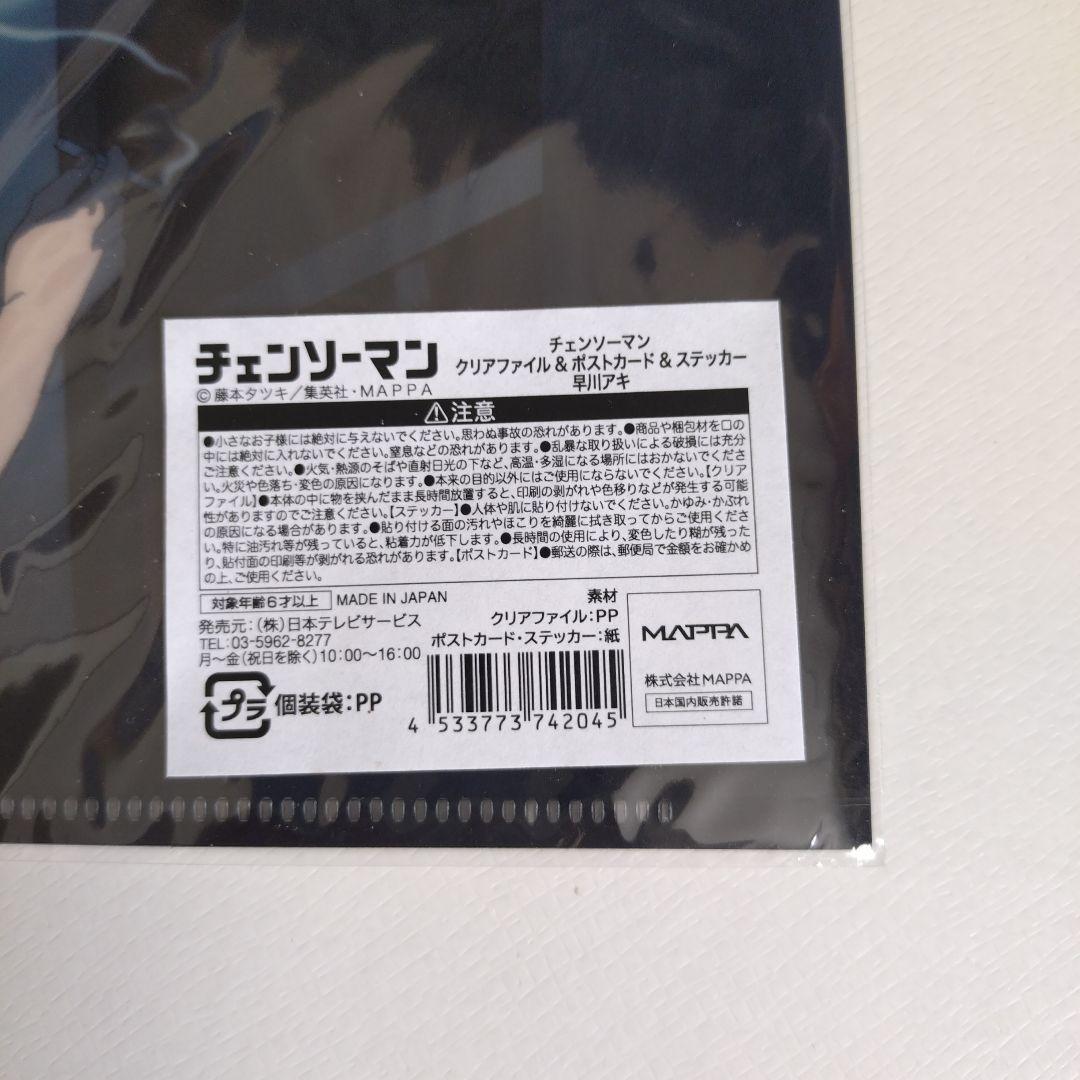 チェンソーマン
©藤本タツキ／集英社・MAPPA
チェンソーマン
クリアファイル & ポストカード & ステッカー
早川アキ
⚠注意
●小さなお子様には絶対に与えないでください。思わぬ事故の恐れがあります。●商品や梱包材を口の
中には絶対に入れないでください。窒息などの恐れがあります。●乱暴な取り扱いによる破損には充分
ご注意ください。●火気・熱源のそばや直射日光の下など、高温・多湿になる場所にはおかないでくださ
い。火災や色落ち・変色の原因になります。●本来の目的以外にはご使用にならないでください。【クリア
ファイル】●本体の中に物を挟んだまま長時間放置すると、印刷の剥がれや色移りなどが発生する可能
性がありますのでご注意ください。【ステッカー】●人体や肌に貼り付けないでください。かゆみ・かぶれ
の原因になる場合があります。●貼り付ける面の汚れやほこりを綺麗に拭き取ってからご使用くださ
い。特に油汚れ等が残っていると、粘着力が低下します。●長時間の使用により、変色したり糊が残った
り、貼付面の印刷等が剥がれる恐れがあります。【ポストカード】●郵送の際は、郵便局で金額をお確かめ
の上、ご使用ください。
対象年齢6才以上 MADE IN JAPAN
発売元：(株)日本テレビサービス
TEL：03-5962-8277
月～金（祝日を除く）10:00～16:00
プラ 個装袋：PP
素材
クリアファイル：PP
ポストカード・ステッカー：紙
4 533773 742045
MAPPA
株式会社MAPPA
日本国内販売許諾